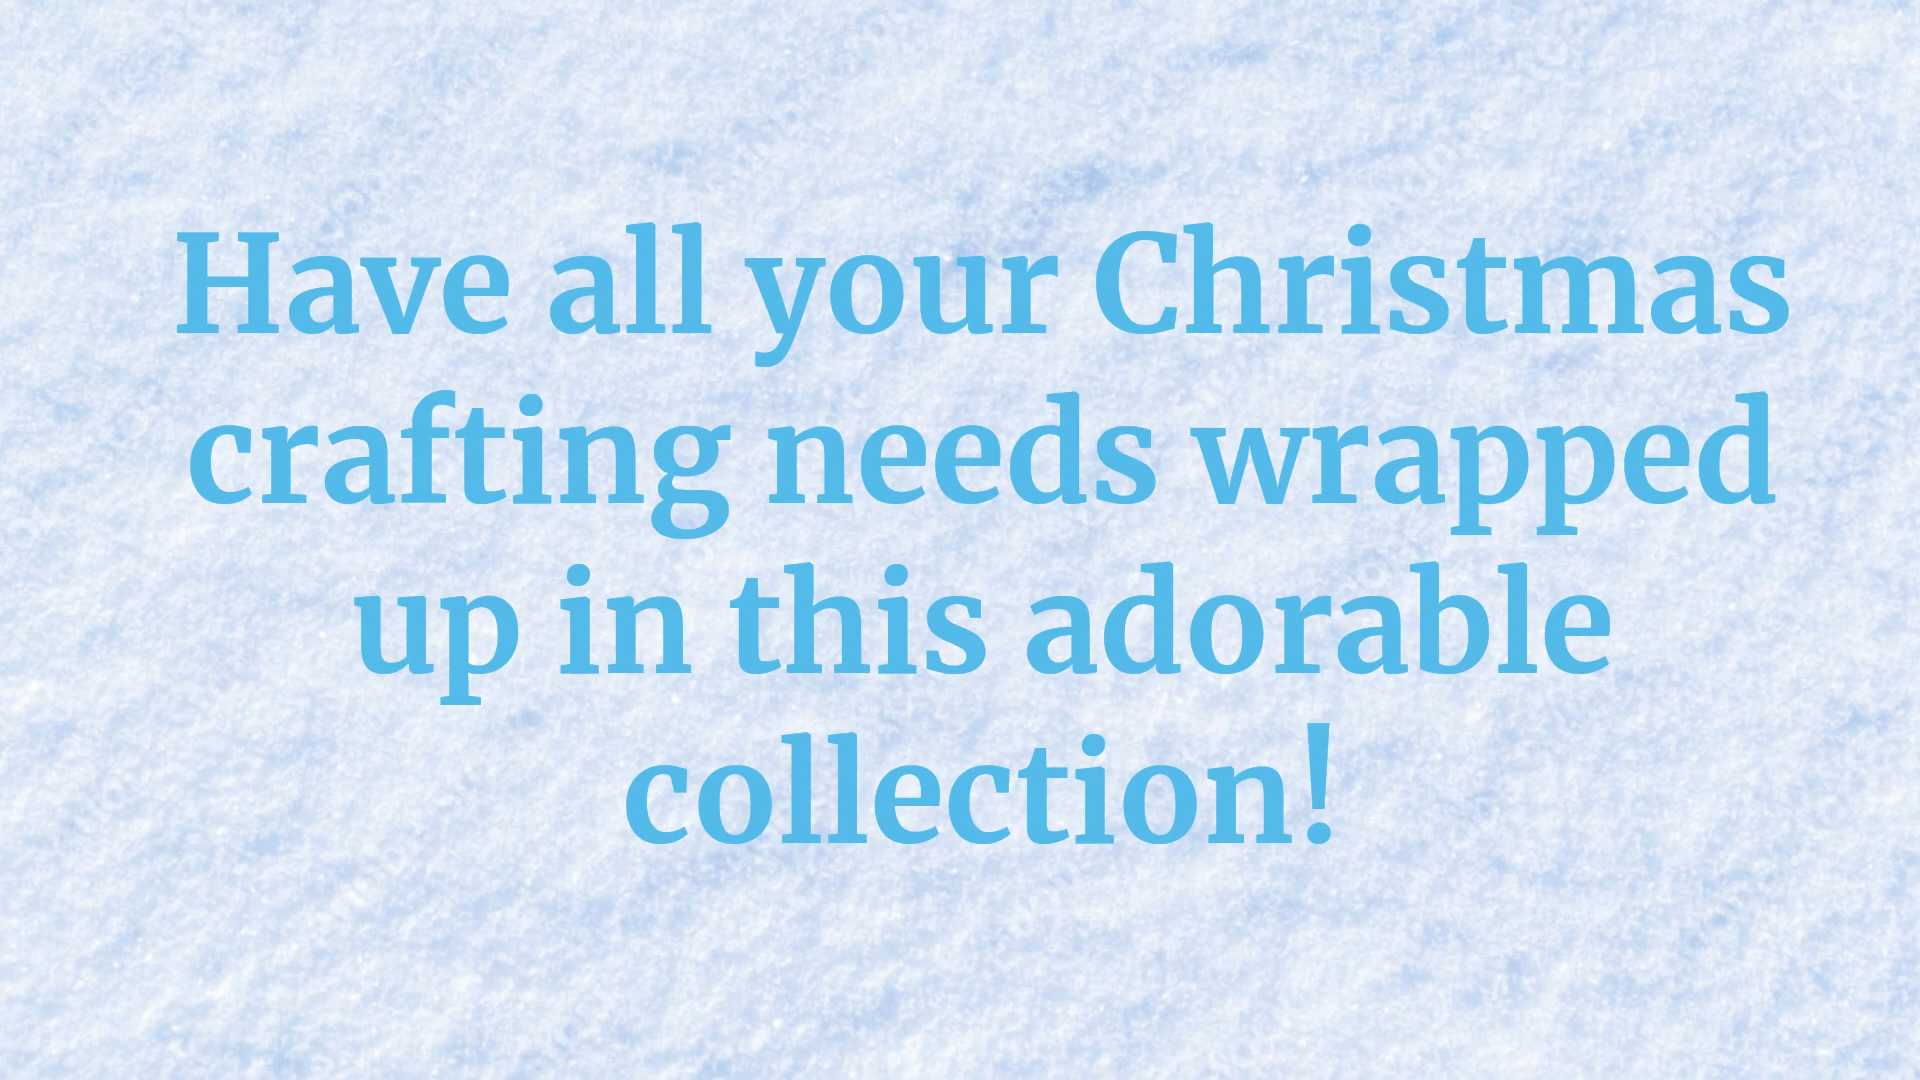 Have all your Christmas
crafting needs wrapped
up in this adorable
collection!